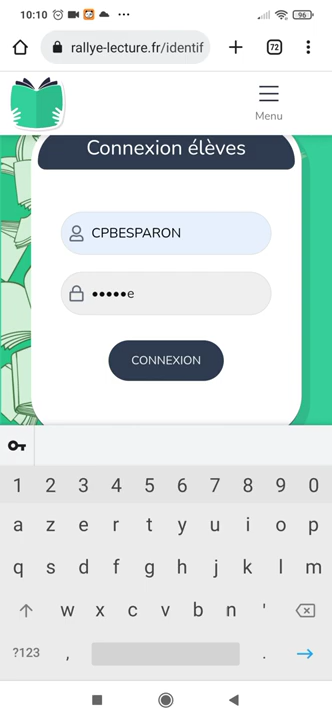 10:10 ... 96
rallye-lecture.fr/identif 72
Menu
Connexion élèves
CPBESPARON
•••••e
CONNEXION
1 2 3 4 5 6 7 8 9 0
a z e r t y u i o p
q s d f g h j k l m
w x c v b n '
?123 , .